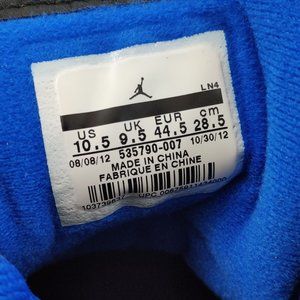 LN4
US UK EUR cm
10.5 9.5 44.5 28.5
08/08/12 535790-007 10/30/12
MADE IN CHINA
FABRIQUE EN CHINE